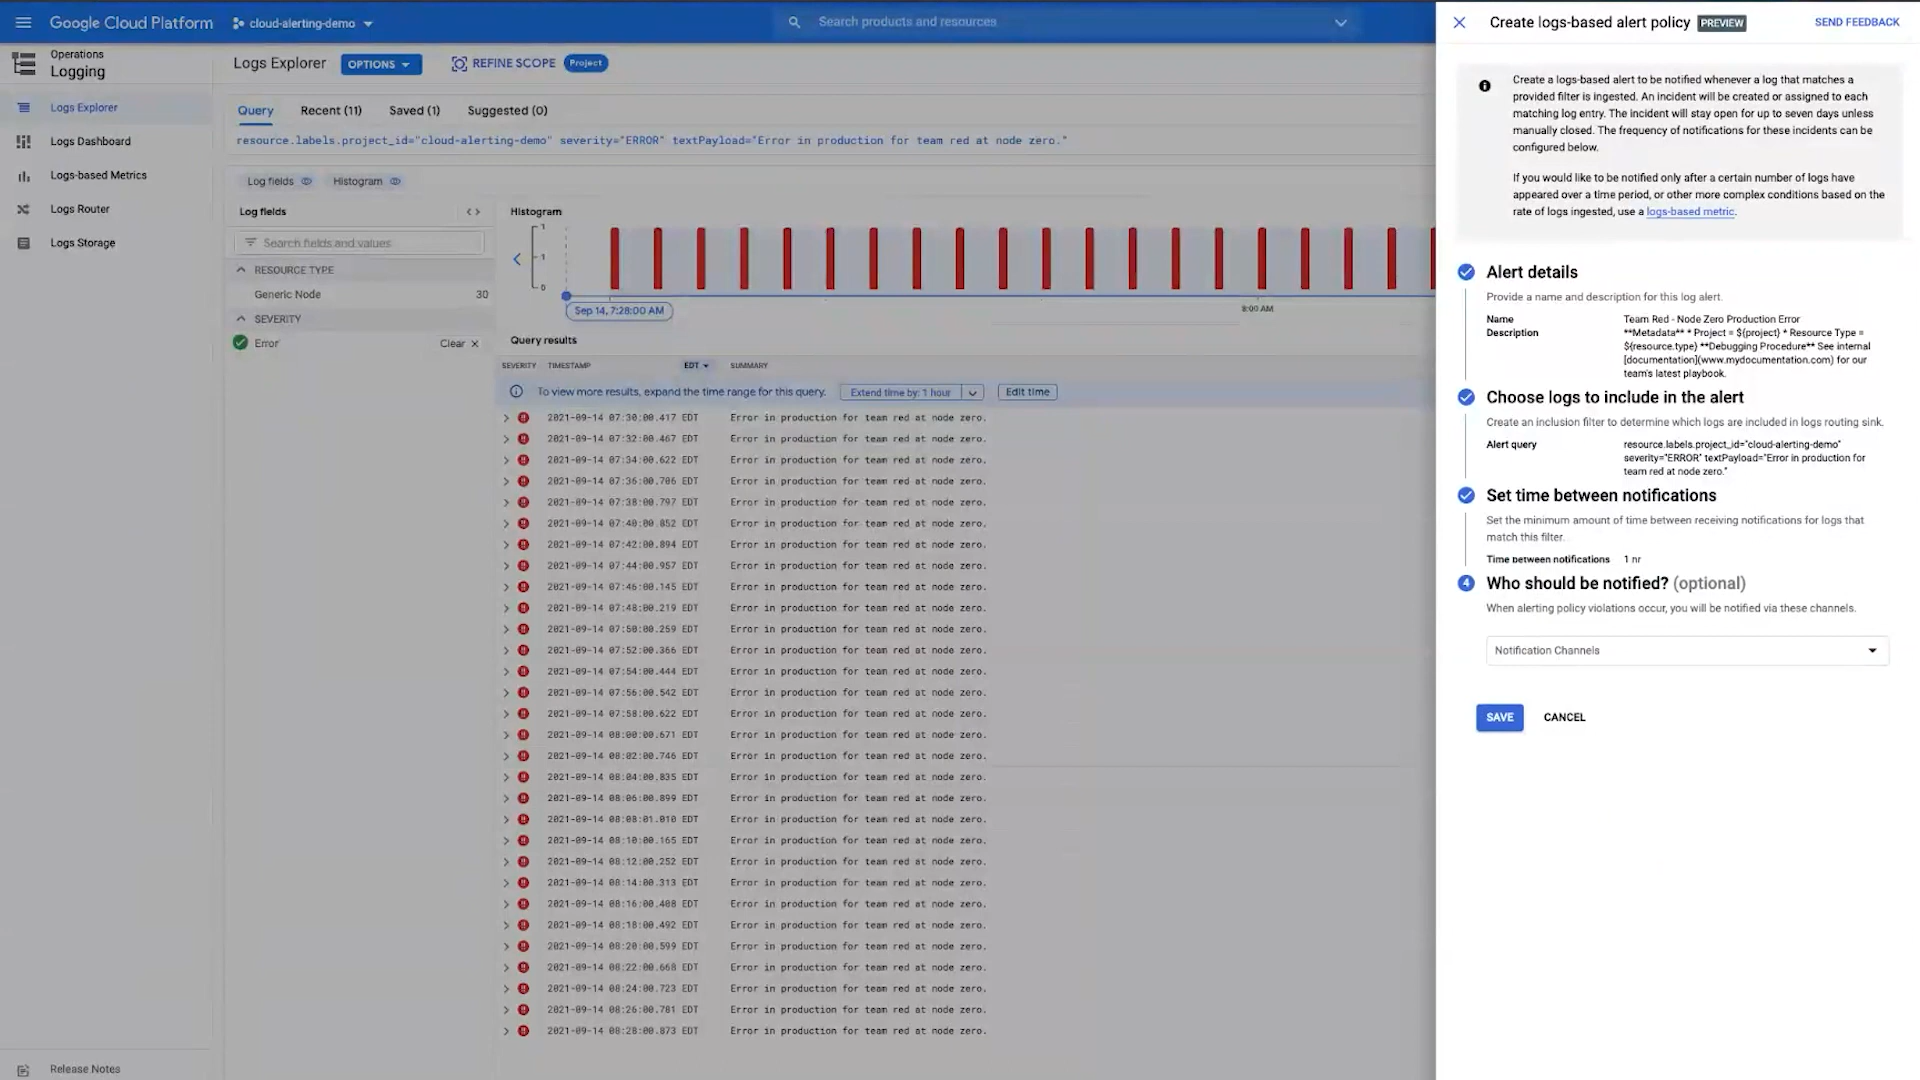 Google Cloud Platform
cloud-alerting-demo
Search products and resources
Operations
Logging
Logs Explorer
Logs Dashboard
Logs-based Metrics
Logs Router
Logs Storage
Release Notes
Logs Explorer
OPTIONS
REFINE SCOPE
Project
Query
Recent (11)
Saved (1)
Suggested (0)
resource.labels.project_id="cloud-alerting-demo" severity="ERROR" textPayload="Error in production for team red at node zero."
Log fields
Histogram
Log fields
Search fields and values
RESOURCE TYPE
Generic Node 30
SEVERITY
Error Clear
Histogram
1
1
0
Sep 14, 7:28:00 AM
8:00 AM
Query results
SEVERITY TIMESTAMP EDT SUMMARY
To view more results, expand the time range for this query. Extend time by: 1 hour Edit time
2021-09-14 07:30:00.417 EDT Error in production for team red at node zero.
2021-09-14 07:32:00.467 EDT Error in production for team red at node zero.
2021-09-14 07:34:00.622 EDT Error in production for team red at node zero.
2021-09-14 07:36:00.706 EDT Error in production for team red at node zero.
2021-09-14 07:38:00.797 EDT Error in production for team red at node zero.
2021-09-14 07:40:00.852 EDT Error in production for team red at node zero.
2021-09-14 07:42:00.894 EDT Error in production for team red at node zero.
2021-09-14 07:44:00.957 EDT Error in production for team red at node zero.
2021-09-14 07:46:00.145 EDT Error in production for team red at node zero.
2021-09-14 07:48:00.219 EDT Error in production for team red at node zero.
2021-09-14 07:50:00.259 EDT Error in production for team red at node zero.
2021-09-14 07:52:00.366 EDT Error in production for team red at node zero.
2021-09-14 07:54:00.444 EDT Error in production for team red at node zero.
2021-09-14 07:56:00.542 EDT Error in production for team red at node zero.
2021-09-14 07:58:00.622 EDT Error in production for team red at node zero.
2021-09-14 08:00:00.671 EDT Error in production for team red at node zero.
2021-09-14 08:02:00.746 EDT Error in production for team red at node zero.
2021-09-14 08:04:00.835 EDT Error in production for team red at node zero.
2021-09-14 08:06:00.899 EDT Error in production for team red at node zero.
2021-09-14 08:08:01.010 EDT Error in production for team red at node zero.
2021-09-14 08:10:00.165 EDT Error in production for team red at node zero.
2021-09-14 08:12:00.252 EDT Error in production for team red at node zero.
2021-09-14 08:14:00.313 EDT Error in production for team red at node zero.
2021-09-14 08:16:00.408 EDT Error in production for team red at node zero.
2021-09-14 08:18:00.492 EDT Error in production for team red at node zero.
2021-09-14 08:20:00.599 EDT Error in production for team red at node zero.
2021-09-14 08:22:00.668 EDT Error in production for team red at node zero.
2021-09-14 08:24:00.723 EDT Error in production for team red at node zero.
2021-09-14 08:26:00.781 EDT Error in production for team red at node zero.
2021-09-14 08:28:00.873 EDT Error in production for team red at node zero.
Create logs-based alert policy PREVIEW
SEND FEEDBACK
Create a logs-based alert to be notified whenever a log that matches a
provided filter is ingested. An incident will be created or assigned to each
matching log entry. The incident will stay open for up to seven days unless
manually closed. The frequency of notifications for these incidents can be
configured below.
If you would like to be notified only after a certain number of logs have
appeared over a time period, or other more complex conditions based on the
rate of logs ingested, use a logs-based metric.
Alert details
Provide a name and description for this log alert.
Name Team Red - Node Zero Production Error
Description **Metadata** * Project = ${project} * Resource Type =
${resource.type} **Debugging Procedure** See internal
[documentation](www.mydocumentation.com) for our
team's latest playbook.
Choose logs to include in the alert
Create an inclusion filter to determine which logs are included in logs routing sink.
Alert query resource.labels.project_id="cloud-alerting-demo"
severity="ERROR" textPayload="Error in production for
team red at node zero."
Set time between notifications
Set the minimum amount of time between receiving notifications for logs that
match this filter.
Time between notifications 1 hr
4 Who should be notified? (optional)
When alerting policy violations occur, you will be notified via these channels.
Notification Channels
SAVE
CANCEL